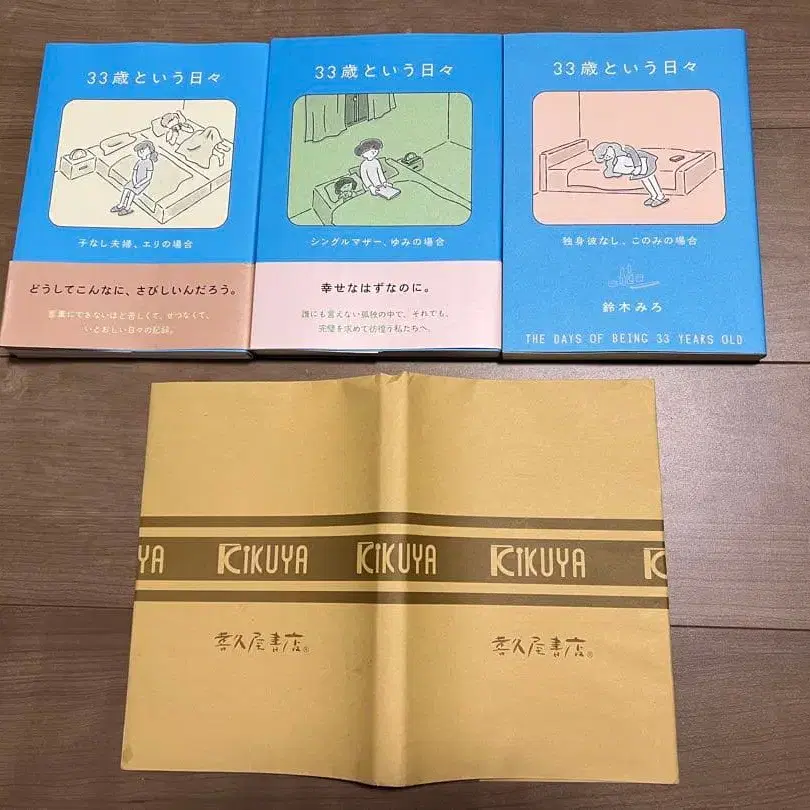 33歳という日々
子なし夫婦、エリの場合
どうしてこんなに、さびしいんだろう。
言葉にできないほど苦しくて、せつなくて、
いとおしい日々の記録。
33歳という日々
シングルマザー、ゆみの場合
幸せなはずなのに。
誰にも言えない孤独の中で、それでも、
完璧を求めて彷徨う私たちへ。
33歳という日々
独身彼なし、このみの場合
鈴木みろ
THE DAYS OF BEING 33 YEARS OLD
YA KIKUYA KIKUYA KIKUYA K
喜久屋書店® 喜久屋書店®